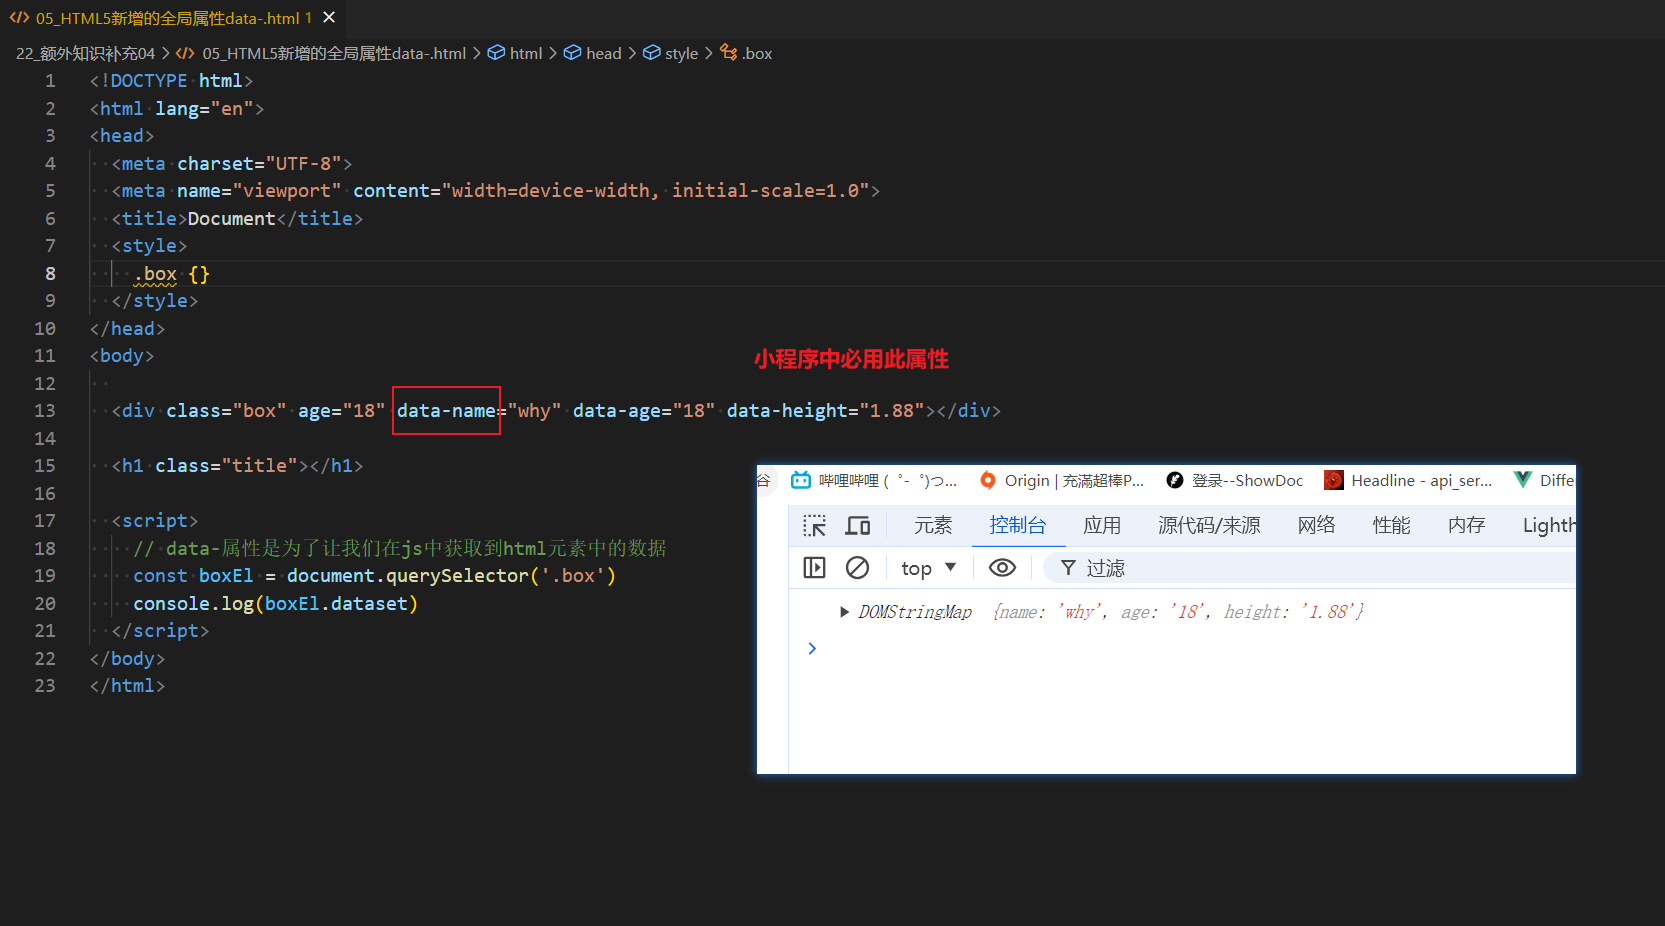 05_HTML5新增的全局属性data-.html 1
22_额外知识补充04 > 05_HTML5新增的全局属性data-.html > html > head > style > .box
1 <!DOCTYPE html>
2 <html lang="en">
3 <head>
4 <meta charset="UTF-8">
5 <meta name="viewport" content="width=device-width, initial-scale=1.0">
6 <title>Document</title>
7 <style>
8 .box {}
9 </style>
10 </head>
11 <body>
小程序中必用此属性
12
13 <div class="box" age="18" data-name="why" data-age="18" data-height="1.88"></div>
14
15 <h1 class="title"></h1>
16
17 <script>
18 // data-属性是为了让我们在js中获取到html元素中的数据
19 const boxEl = document.querySelector('.box')
20 console.log(boxEl.dataset)
21 </script>
22 </body>
23 </html>
谷 哔哩哔哩 (゜-゜)つ... Origin | 充满超棒P... 登录--ShowDoc Headline - api_ser... Differ
元素 控制台 应用 源代码/来源 网络 性能 内存 Lighth
top 过滤
DOMStringMap {name: 'why', age: '18', height: '1.88'}